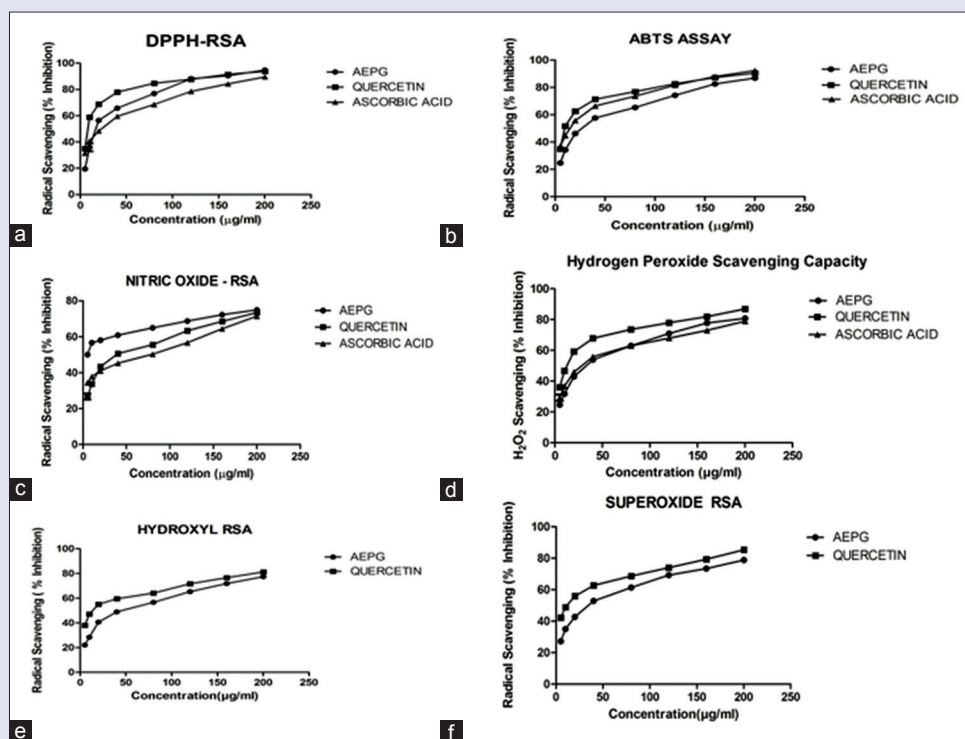 DPPH-RSA
Radical Scavenging (% Inhibition)
100
80
60
40
20
0
0 50 100 150 200 250
Concentration (μg/ml)
AEPG
QUERCETIN
ASCORBIC ACID
a
ABTS ASSAY
Radical Scavenging (% Inhibition)
100
80
60
40
20
0
0 50 100 150 200 250
Concentration (μg/ml)
AEPG
QUERCETIN
ASCORBIC ACID
b
NITRIC OXIDE - RSA
Radical Scavenging (% Inhibition)
80
60
40
20
0
0 50 100 150 200 250
Concentration (μg/ml)
AEPG
QUERCETIN
ASCORBIC ACID
c
Hydrogen Peroxide Scavenging Capacity
H₂O₂ Scavenging (% Inhibition)
100
80
60
40
20
0
0 50 100 150 200 250
Concentration (μg/ml)
AEPG
QUERCETIN
ASCORBIC ACID
d
HYDROXYL RSA
Radical Scavenging ( % Inhibition)
100
80
60
40
20
0
0 50 100 150 200 250
Concentration(μg/ml)
AEPG
QUERCETIN
e
SUPEROXIDE RSA
Radical Scavenging (% Inhibition)
100
80
60
40
20
0
0 50 100 150 200 250
Concentration(μg/ml)
AEPG
QUERCETIN
f